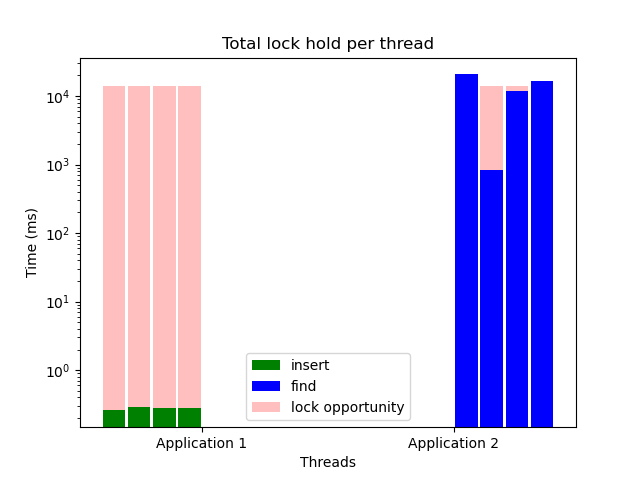 Total lock hold per thread
Time (ms)
10^4
10^3
10^2
10^1
10^0
insert
find
lock opportunity
Application 1
Application 2
Threads